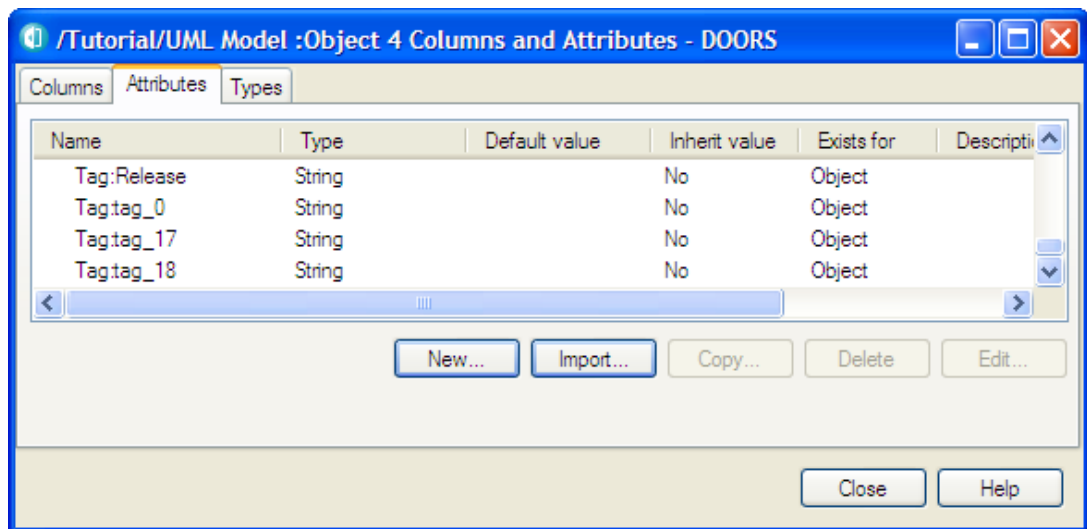 /Tutorial/UML Model :Object 4 Columns and Attributes - DOORS
Columns Attributes Types
Name Type Default value Inherit value Exists for Descripti
Tag:Release String No Object
Tag:tag_0 String No Object
Tag:tag_17 String No Object
Tag:tag_18 String No Object
New... Import... Copy... Delete Edit...
Close Help